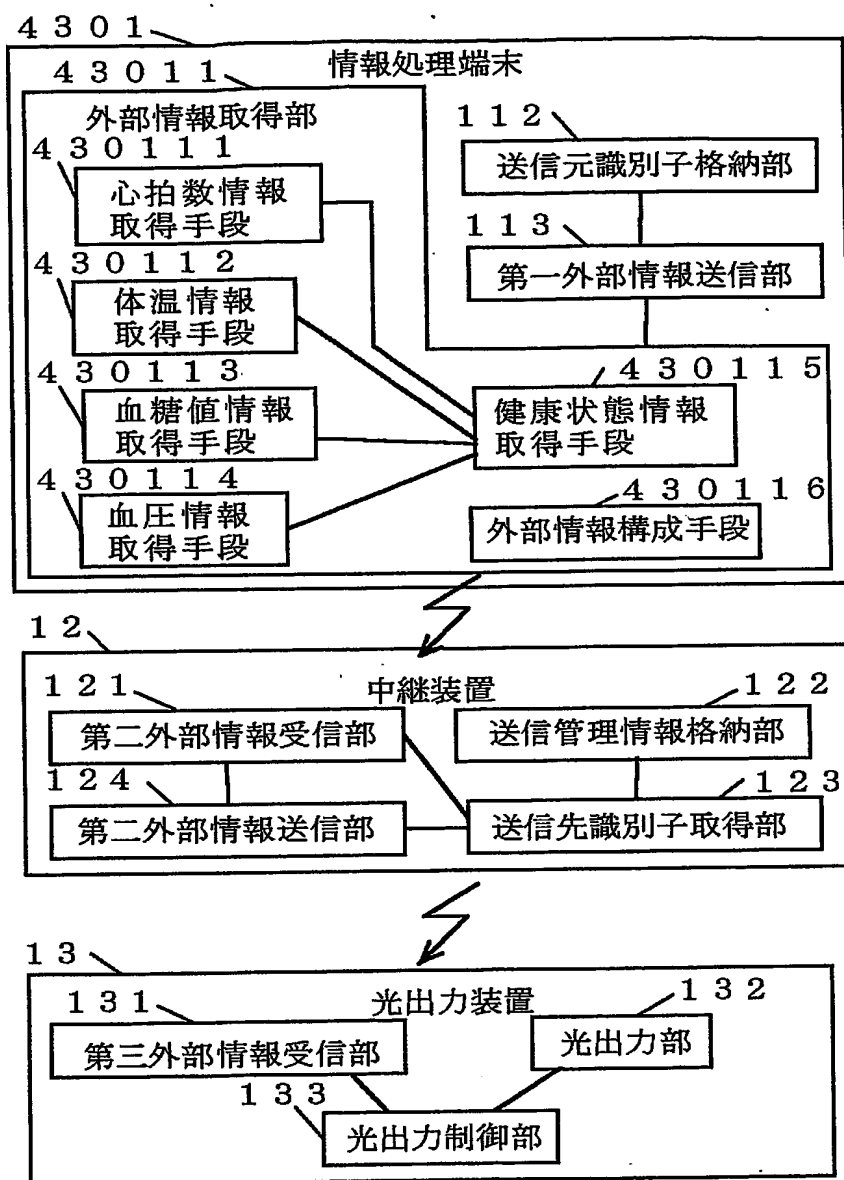 4301
情報処理端末
43011
外部情報取得部
430111
心拍数情報
取得手段
430112
体温情報
取得手段
430113
血糖値情報
取得手段
430114
血圧情報
取得手段
112
送信元識別子格納部
113
第一外部情報送信部
430115
健康状態情報
取得手段
430116
外部情報構成手段
12
中継装置
121
第二外部情報受信部
122
送信管理情報格納部
124
第二外部情報送信部
123
送信先識別子取得部
13
光出力装置
131
第三外部情報受信部
132
光出力部
133
光出力制御部